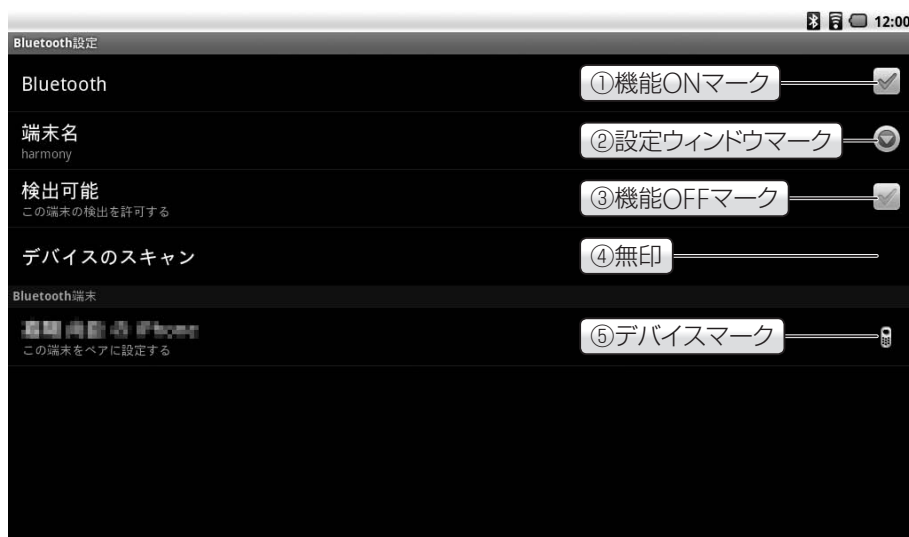 12:00
Bluetooth設定
Bluetooth
①機能ONマーク
端末名
harmony
②設定ウィンドウマーク
検出可能
この端末の検出を許可する
③機能OFFマーク
デバイスのスキャン
④無印
Bluetooth端末
iPhone
この端末をペアに設定する
⑤デバイスマーク